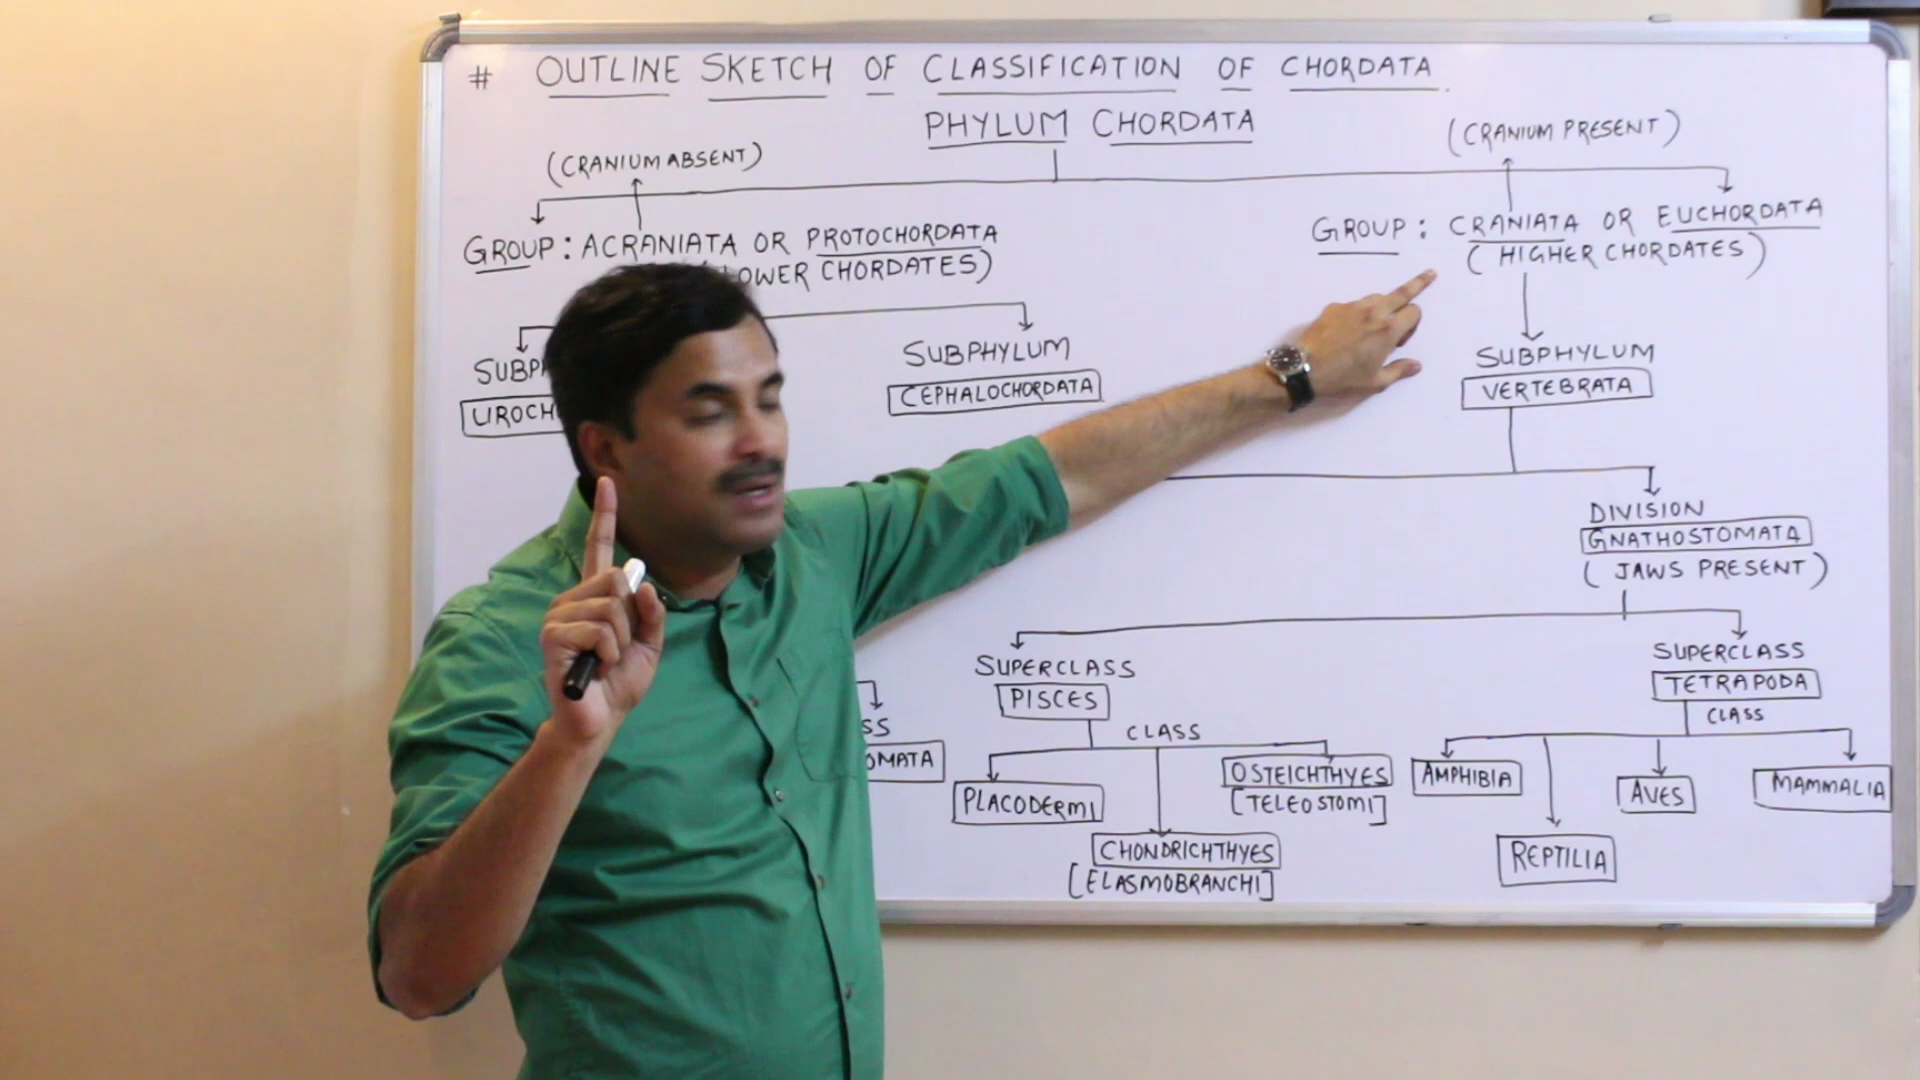 # OUTLINE SKETCH OF CLASSIFICATION OF CHORDATA.
PHYLUM CHORDATA
(CRANIUM ABSENT)
(CRANIUM PRESENT)
GROUP: ACRANIATA OR PROTOCHORDATA
CHORDATES)
GROUP: CRANIATA OR EUCHORDATA
(HIGHER CHORDATES)
SUBPHYLUM
CEPHALOCHORDATA
SUBPHYLUM
VERTEBRATA
DIVISION
GNATHOSTOMATA
(JAWS PRESENT)
SUPERCLASS
PISCES
CLASS
PLACODERMI
CHONDRICHTHYES
[ELASMOBRANCHI]
OSTEICHTHYES
[TELEOSTOMI]
SUPERCLASS
TETRAPODA
CLASS
AMPHIBIA
REPTILIA
AVES
MAMMALIA